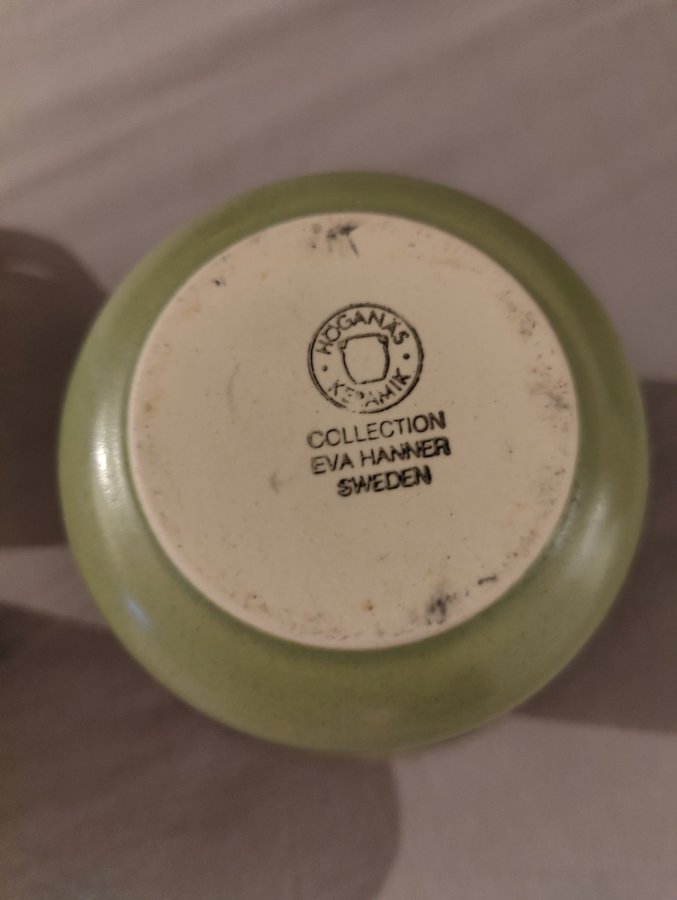 HÖGANÄS
KERAMIK
COLLECTION
EVA HANNER
SWEDEN